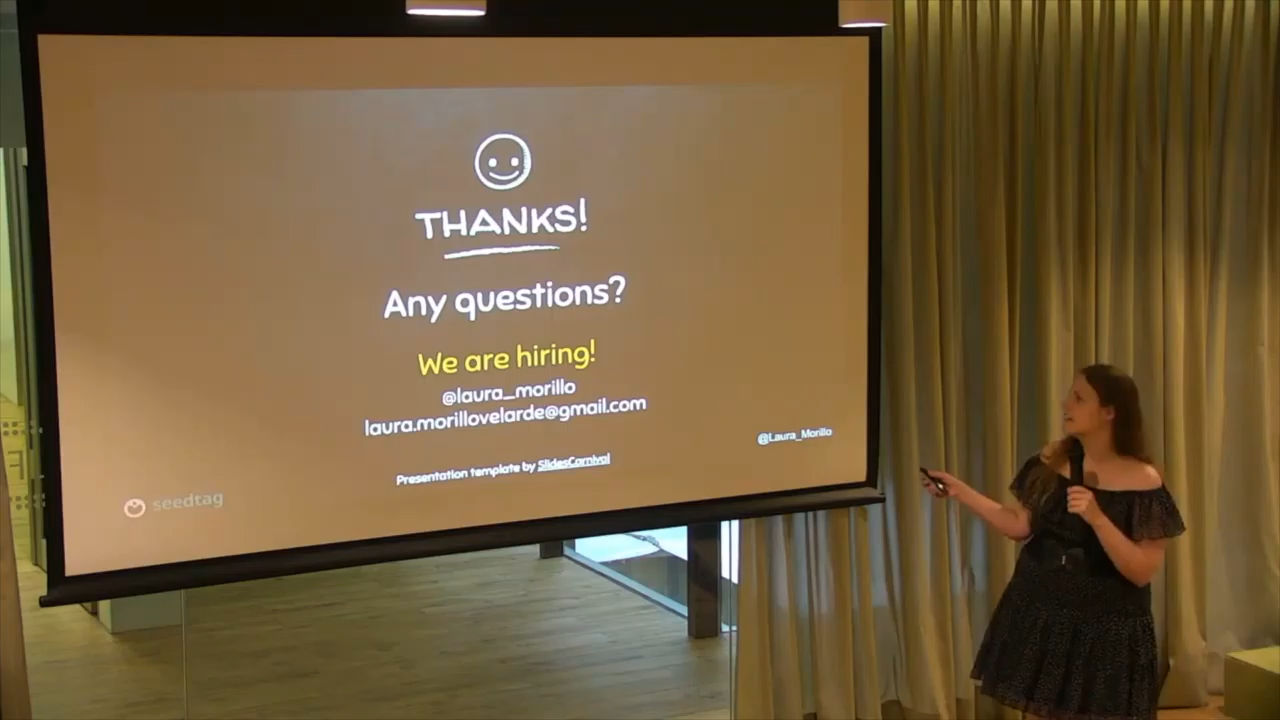 THANKS!
Any questions?
We are hiring!
@laura_morillo
laura.morillovelarde@gmail.com
@Laura_Morillo
Presentation template by SlidesCarnival
seedtag